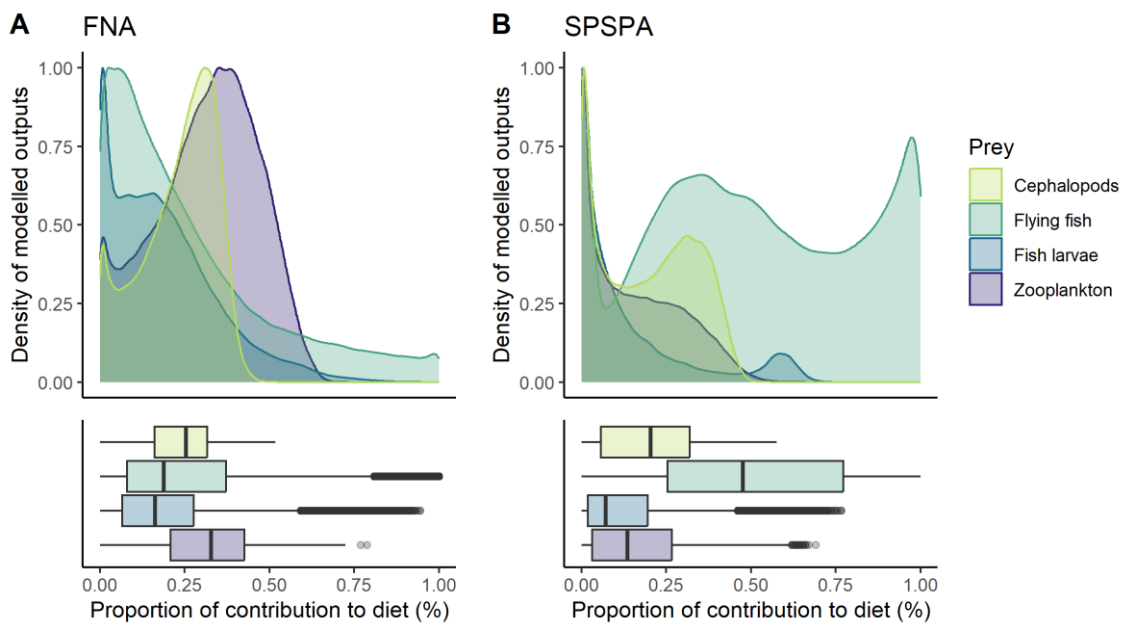 A FNA
Density of modelled outputs
1.00
0.75
0.50
0.25
0.00
0.00 0.25 0.50 0.75 1.00
Proportion of contribution to diet (%)
B SPSPA
Density of modelled outputs
1.00
0.75
0.50
0.25
0.00
0.00 0.25 0.50 0.75 1.00
Proportion of contribution to diet (%)
Prey
Cephalopods
Flying fish
Fish larvae
Zooplankton